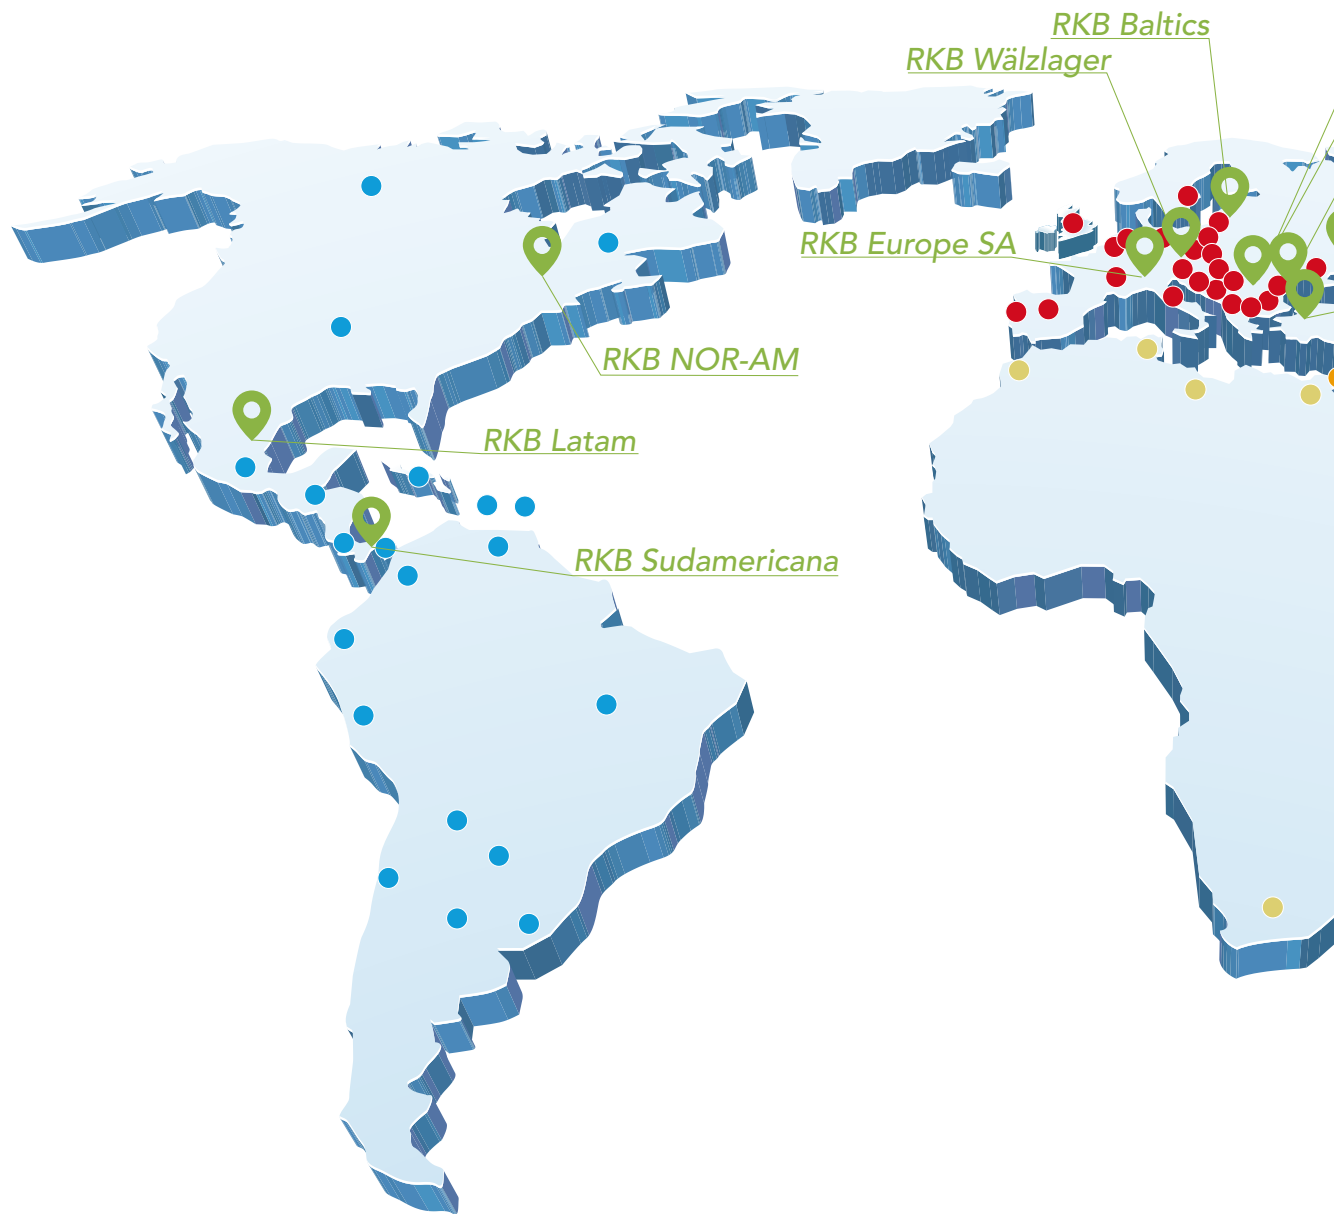 RKB Baltics
RKB Wälzlager
RKB Europe SA
RKB NOR-AM
RKB Latam
RKB Sudamericana